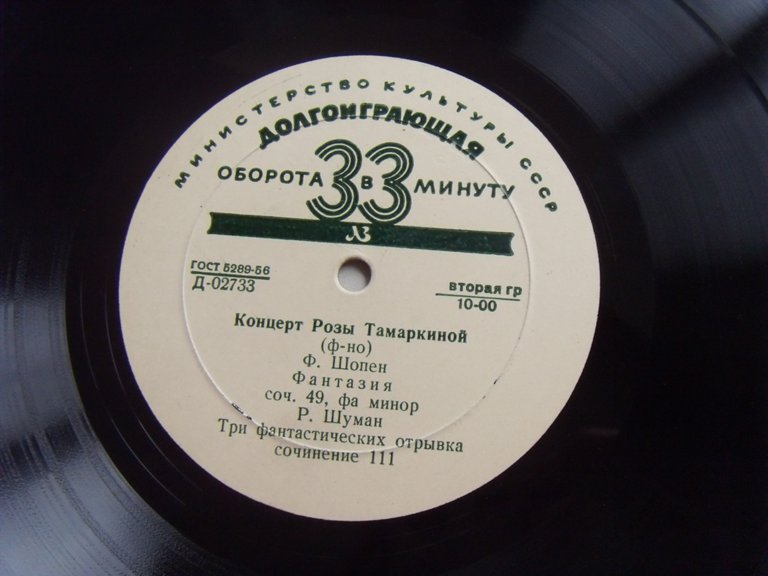 МИНИСТЕРСТВО КУЛЬТУРЫ СССР
ДОЛГОИГРАЮЩАЯ
ОБОРОТА 33 В МИНУТУ
ЛЗ
ГОСТ 5289-56
Д-02733
вторая гр
10-00
Концерт Розы Тамаркиной
(ф-но)
Ф. Шопен
Фантазия
соч. 49, фа минор
Р. Шуман
Три фантастических отрывка
сочинение 111